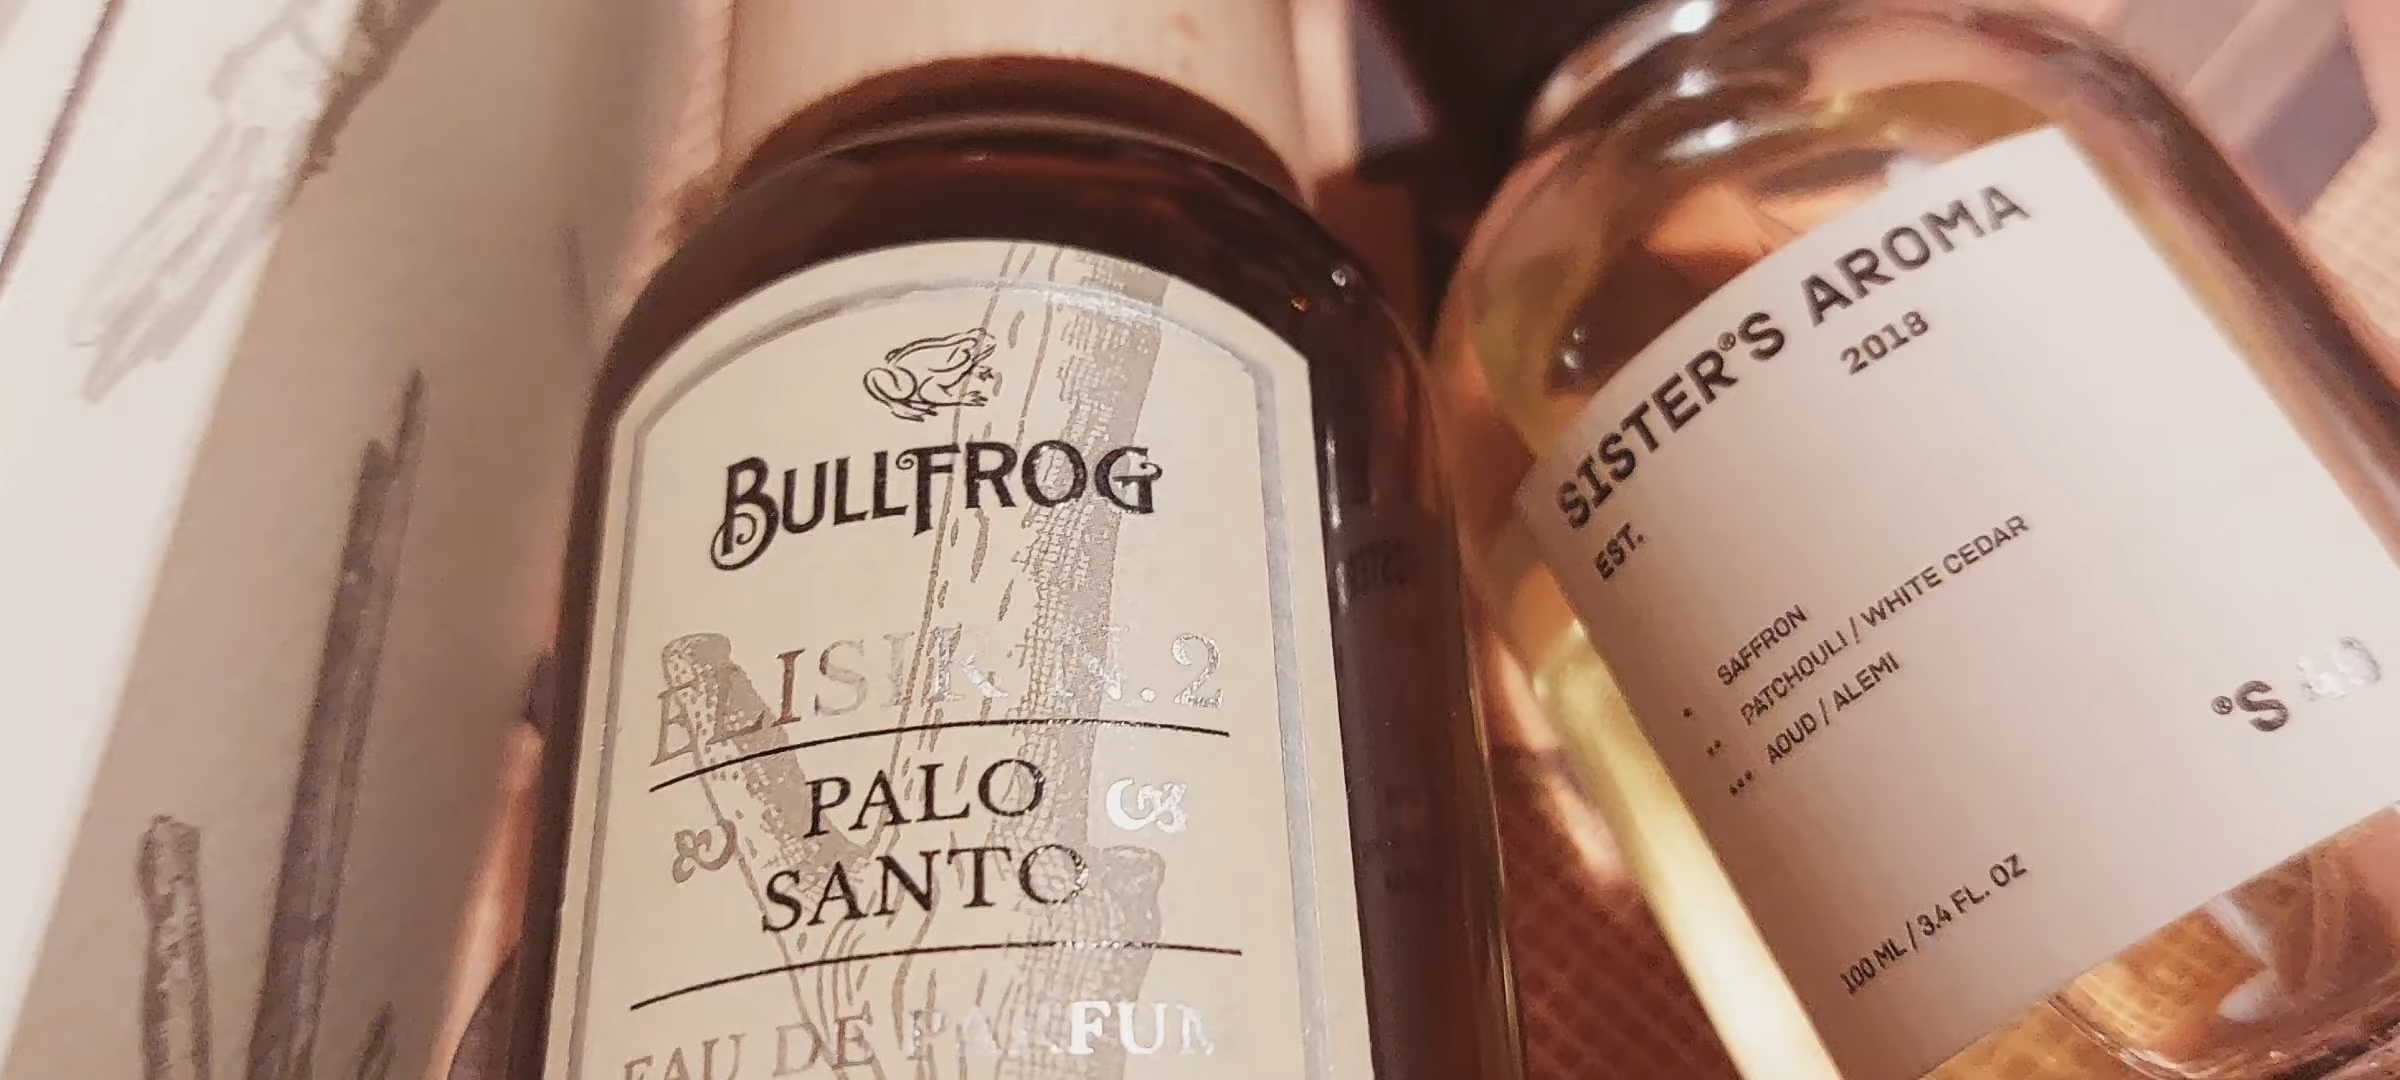 BULLFROG
ELISIR N.2
PALO
SANTO
EAU DE PARFUM
SISTER'S AROMA
EST. 2018
* SAFFRON
** PATCHOULI / WHITE CEDAR
*** AOUD / ALEMI
'S
100 ML / 3.4 FL. OZ